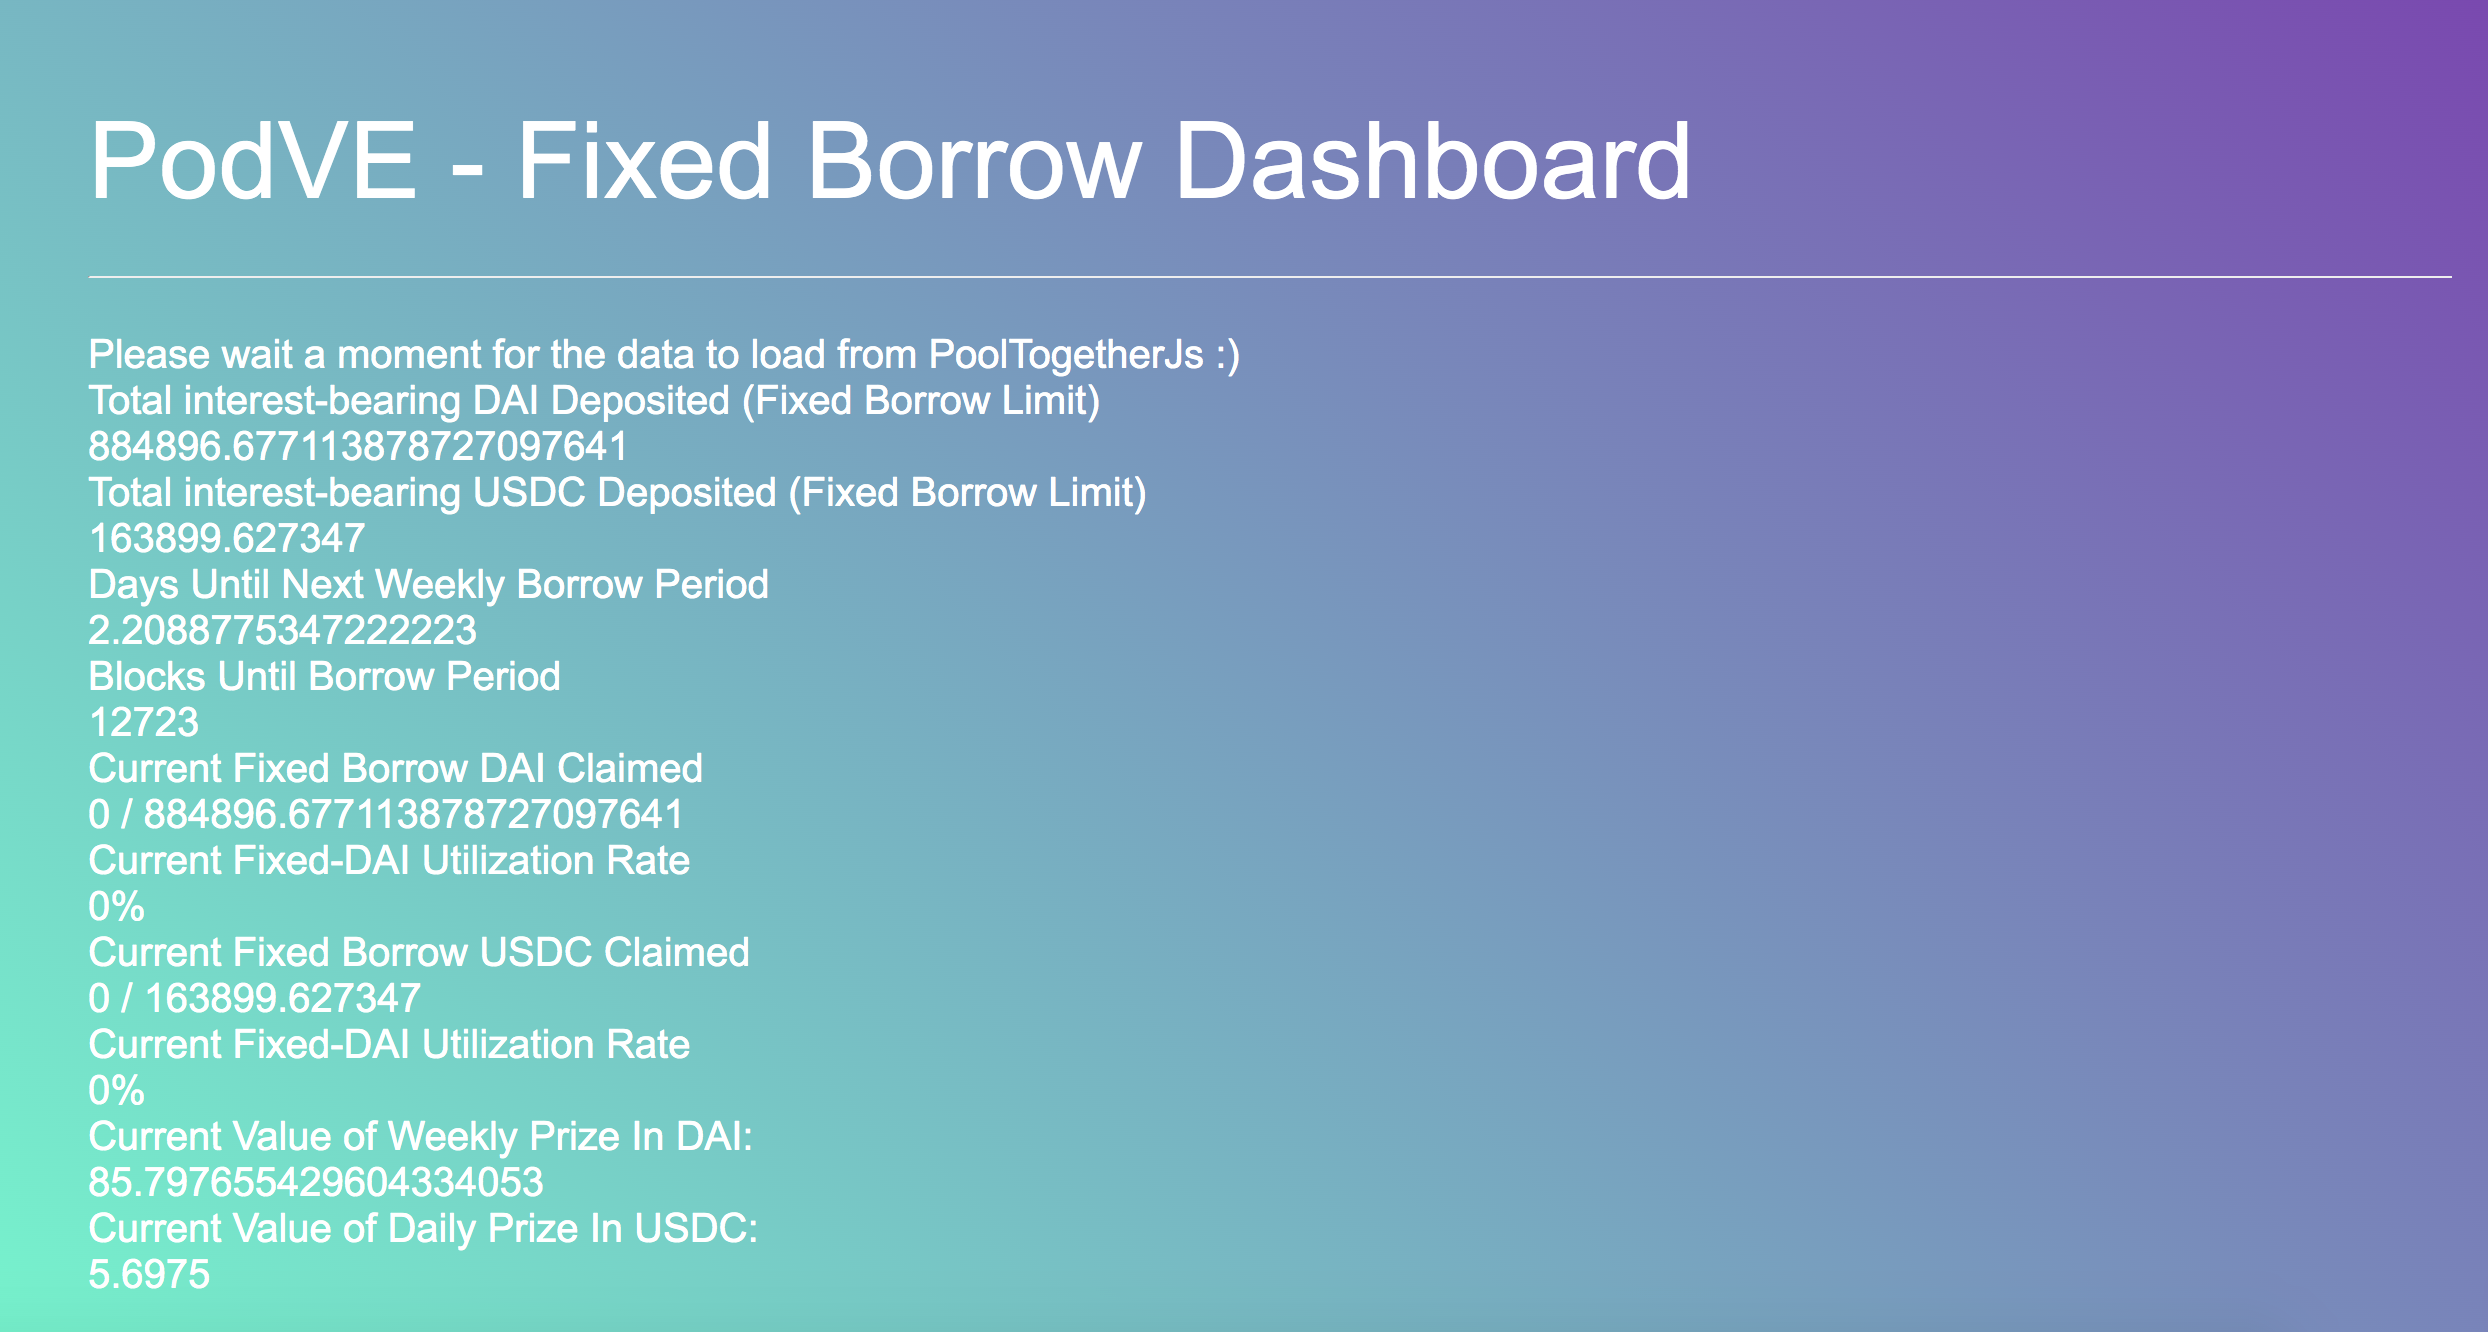 PodVE - Fixed Borrow Dashboard
Please wait a moment for the data to load from PoolTogetherJs :)
Total interest-bearing DAI Deposited (Fixed Borrow Limit)
884896.677113878727097641
Total interest-bearing USDC Deposited (Fixed Borrow Limit)
163899.627347
Days Until Next Weekly Borrow Period
2.2088775347222223
Blocks Until Borrow Period
12723
Current Fixed Borrow DAI Claimed
0 / 884896.677113878727097641
Current Fixed-DAI Utilization Rate
0%
Current Fixed Borrow USDC Claimed
0 / 163899.627347
Current Fixed-DAI Utilization Rate
0%
Current Value of Weekly Prize In DAI:
85.797655429604334053
Current Value of Daily Prize In USDC:
5.6975